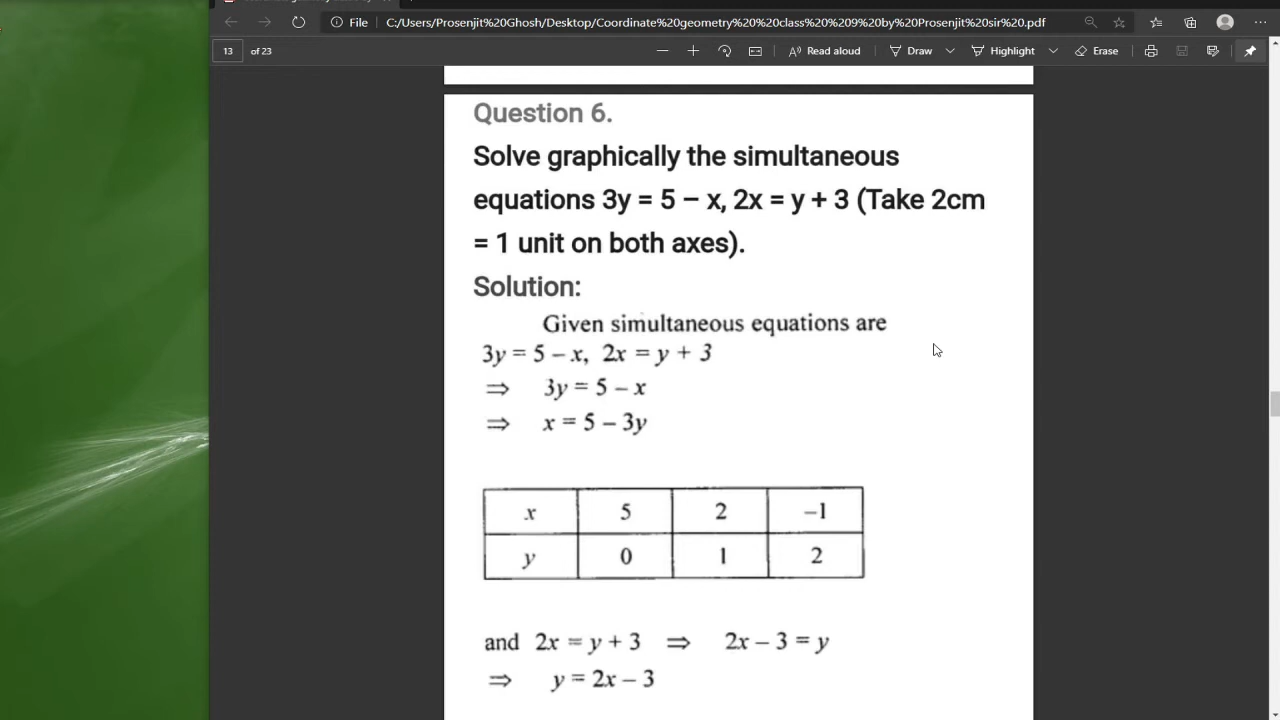 File C:/Users/Prosenjit%20Ghosh/Desktop/Coordinate%20geometry%20%20class%20%209%20by%20Prosenjit%20sir%20.pdf
13 of 23 Read aloud Draw Highlight Erase
Question 6.
Solve graphically the simultaneous
equations 3y = 5 – x, 2x = y + 3 (Take 2cm
= 1 unit on both axes).
Solution:
Given simultaneous equations are
3y = 5 – x, 2x = y + 3
⇒ 3y = 5 – x
⇒ x = 5 – 3y
x 5 2 –1
y 0 1 2
and 2x = y + 3 ⇒ 2x – 3 = y
⇒ y = 2x – 3